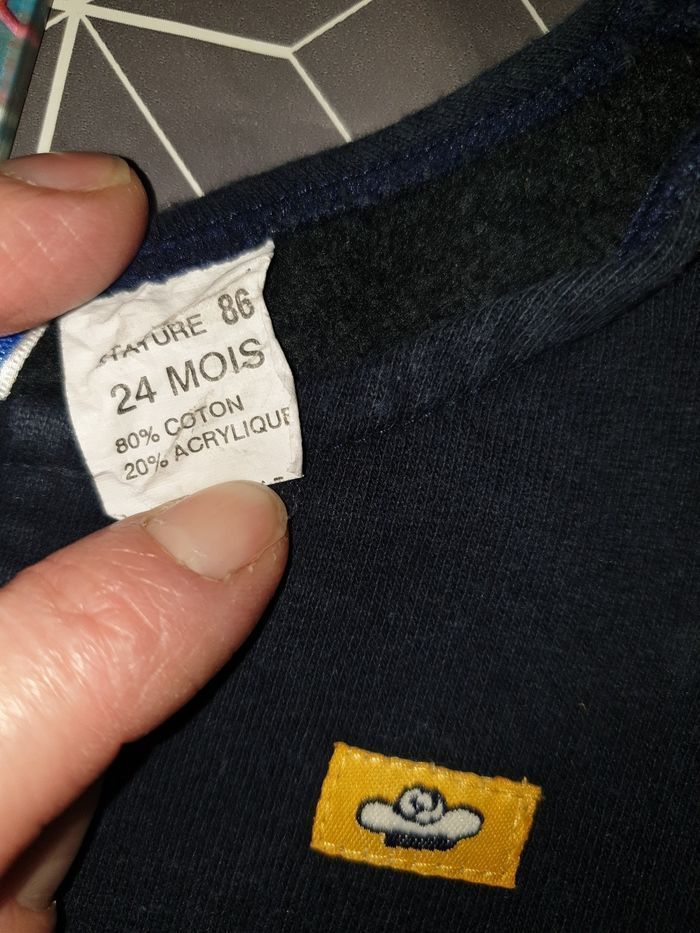 STATURE 86
24 MOIS
80% COTON
20% ACRYLIQUE